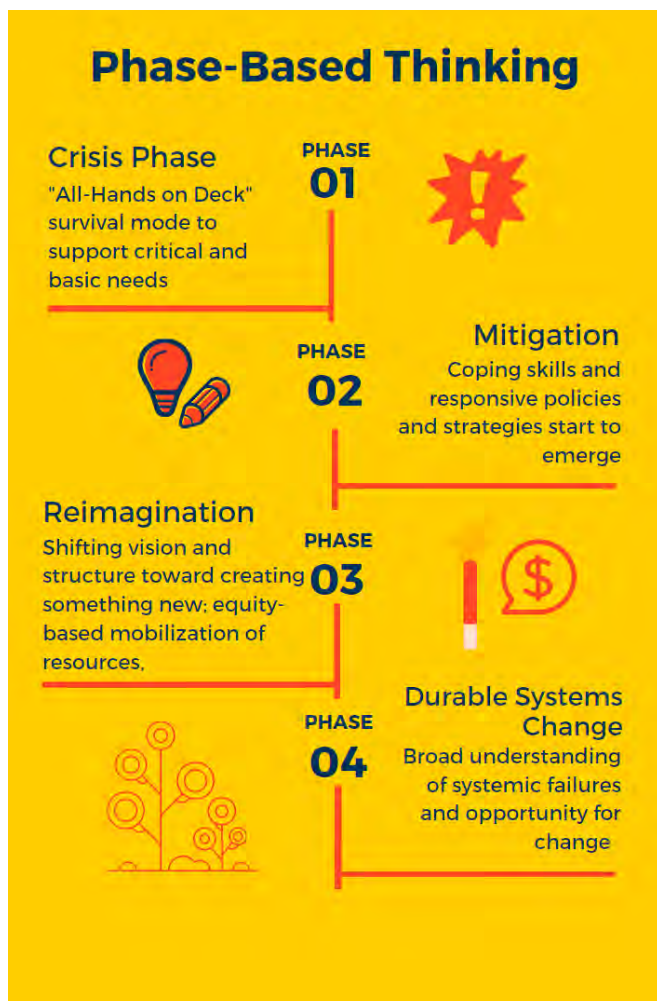 Phase-Based Thinking
Crisis Phase
"All-Hands on Deck"
survival mode to
support critical and
basic needs
PHASE
01
!
PHASE
02
Mitigation
Coping skills and
responsive policies
and strategies start to
emerge
Reimagination
Shifting vision and
structure toward creating
something new; equity-
based mobilization of
resources,
PHASE
03
$
PHASE
04
Durable Systems
Change
Broad understanding
of systemic failures
and opportunity for
change